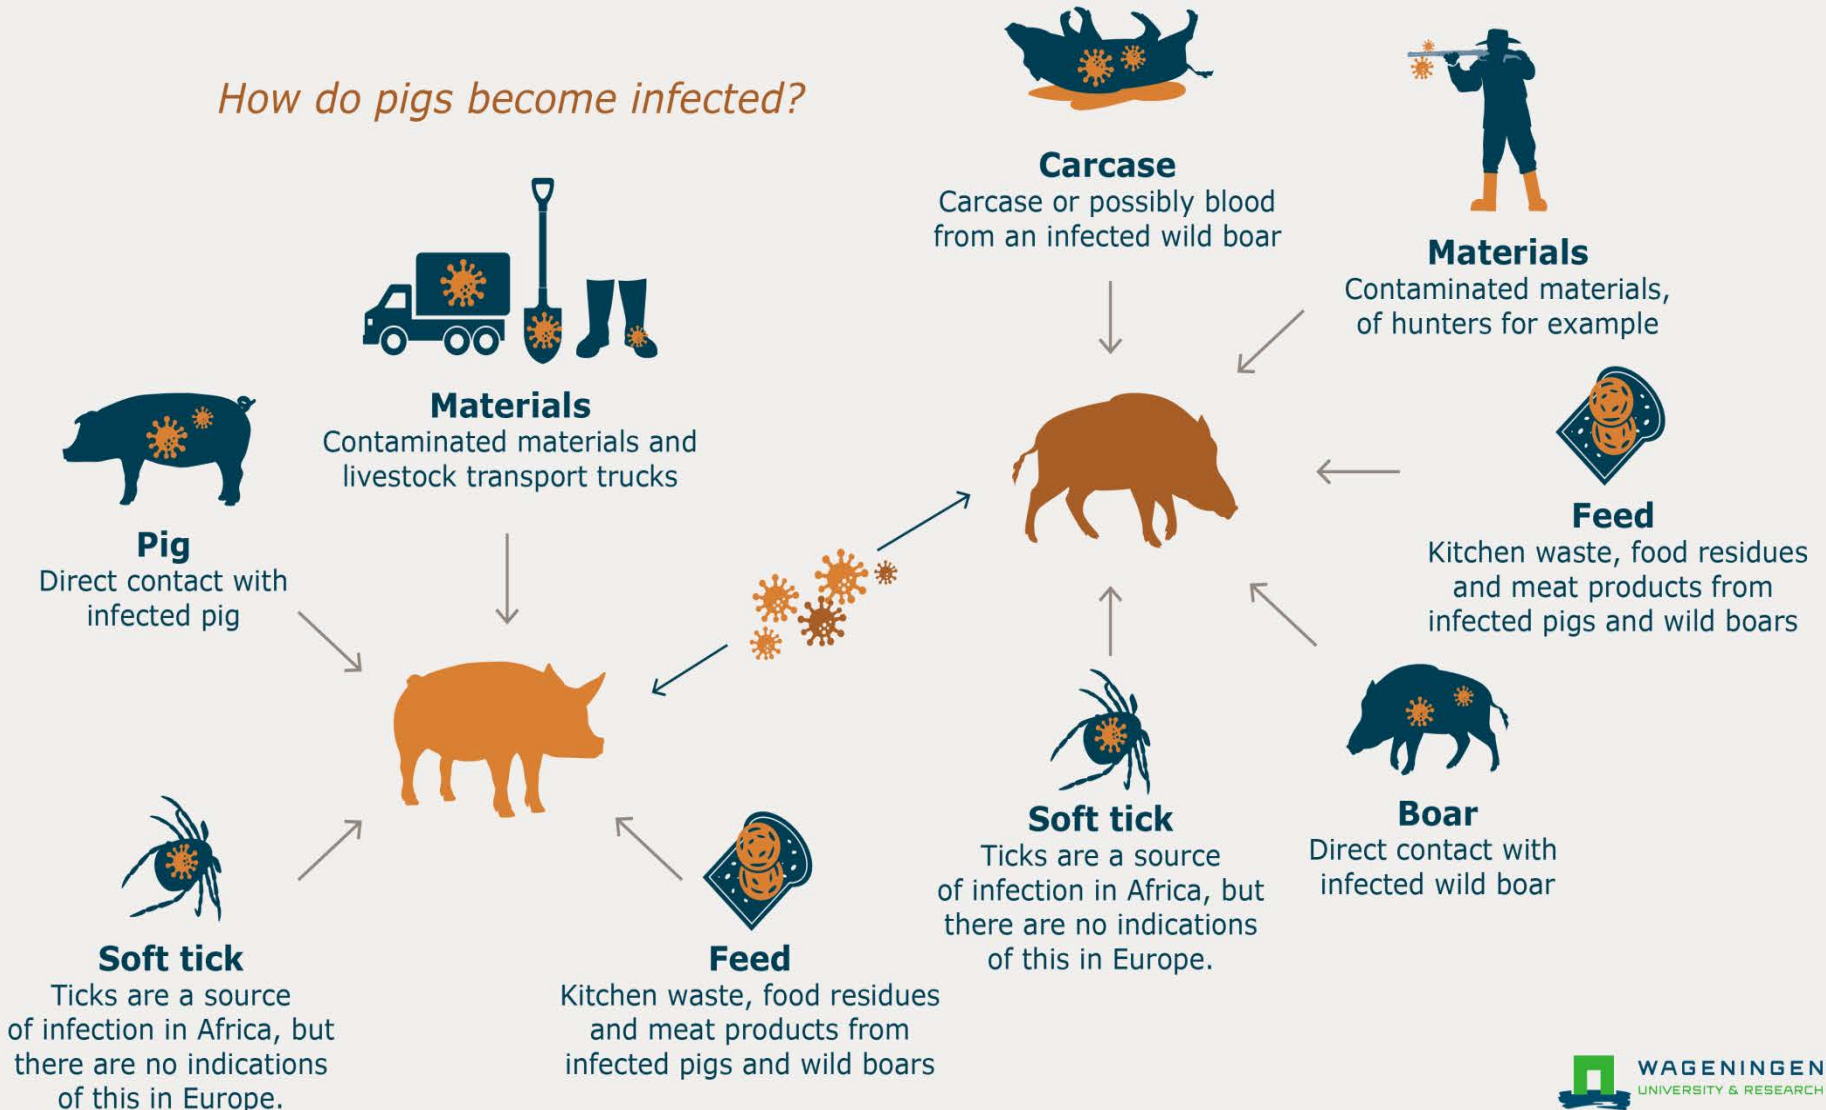 How do pigs become infected?
Carcase
Carcase or possibly blood
from an infected wild boar
Materials
Contaminated materials,
of hunters for example
Materials
Contaminated materials and
livestock transport trucks
Pig
Direct contact with
infected pig
Feed
Kitchen waste, food residues
and meat products from
infected pigs and wild boars
Soft tick
Ticks are a source
of infection in Africa, but
there are no indications
of this in Europe.
Boar
Direct contact with
infected wild boar
Soft tick
Ticks are a source
of infection in Africa, but
there are no indications
of this in Europe.
Feed
Kitchen waste, food residues
and meat products from
infected pigs and wild boars
WAGENINGEN
UNIVERSITY & RESEARCH